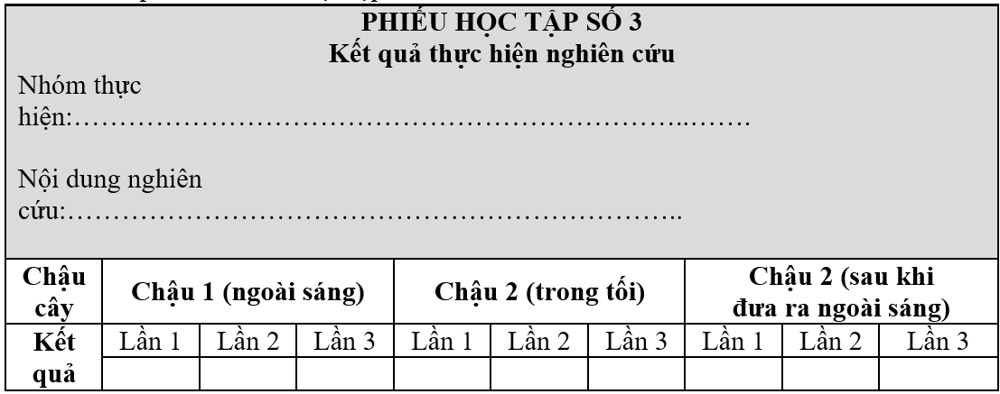 PHIẾU HỌC TẬP SỐ 3
Kết quả thực hiện nghiên cứu
Nhóm thực
hiện:…………………………………………………………..…….
Nội dung nghiên
cứu:…………………………………………………………..
Chậu cây Chậu 1 (ngoài sáng) Chậu 2 (trong tối) Chậu 2 (sau khi đưa ra ngoài sáng)
Kết quả Lần 1 Lần 2 Lần 3 Lần 1 Lần 2 Lần 3 Lần 1 Lần 2 Lần 3